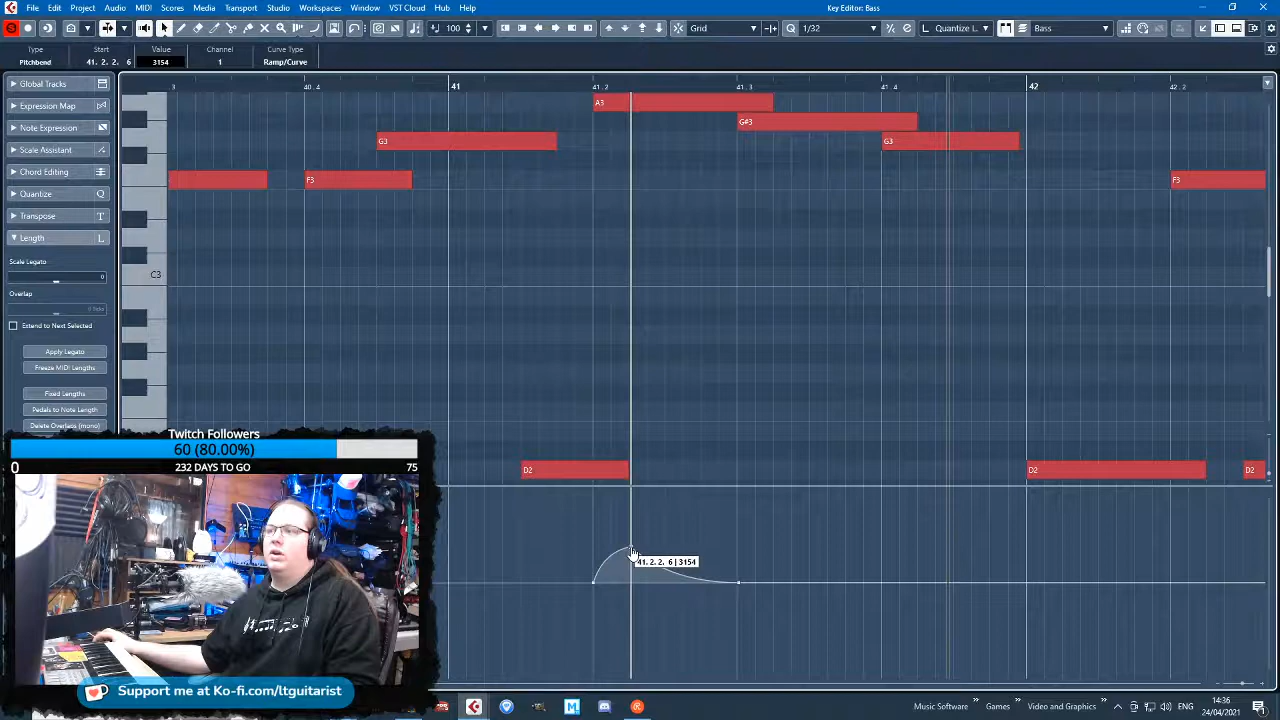 File Edit Project Audio MIDI Scores Media Transport Studio Workspaces Window VST Cloud Hub Help
Key Editor: Bass
S 100 Grid Q 1/32 Quantize L Bass
Type Start Value Channel Curve Type
Pitchbend 41. 2. 2. 6 3154 1 Ramp/Curve
3 40. 4 41 41. 2 41. 3 41. 4 42 42. 2
Global Tracks
Expression Map
Note Expression
Scale Assistant
Chord Editing
Quantize Q
Transpose T
Length L
Scale Legato
0
Overlap
Extend to Next Selected
Apply Legato
Freeze MIDI Lengths
Fixed Lengths
Pedals to Note Length
Delete Overlaps (mono)
A3
G#3
G3
G3
F3
F3
C3
D2
D2
D2
41. 2. 2. 6 | 3154
Twitch Followers
60 (80.00%)
0 232 DAYS TO GO 75
Support me at Ko-fi.com/ltguitarist
Music Software Games Video and Graphics ENG
14:36
24/04/2021